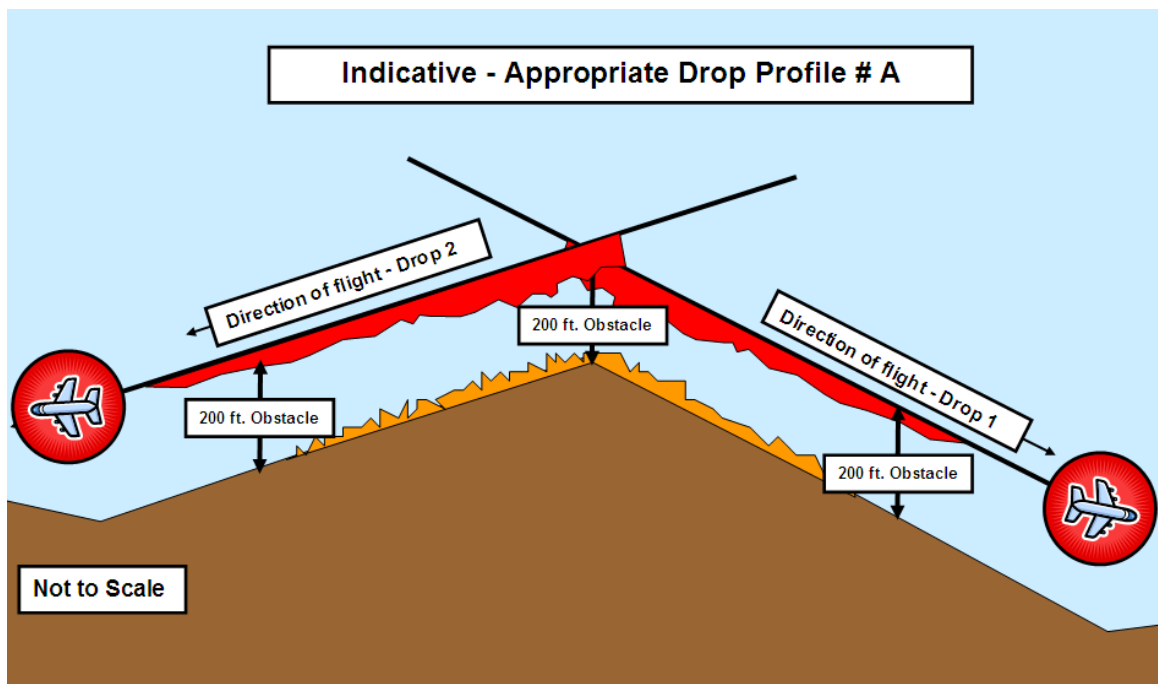 Indicative - Appropriate Drop Profile # A
Direction of flight - Drop 2
200 ft. Obstacle
Direction of flight - Drop 1
200 ft. Obstacle
200 ft. Obstacle
Not to Scale